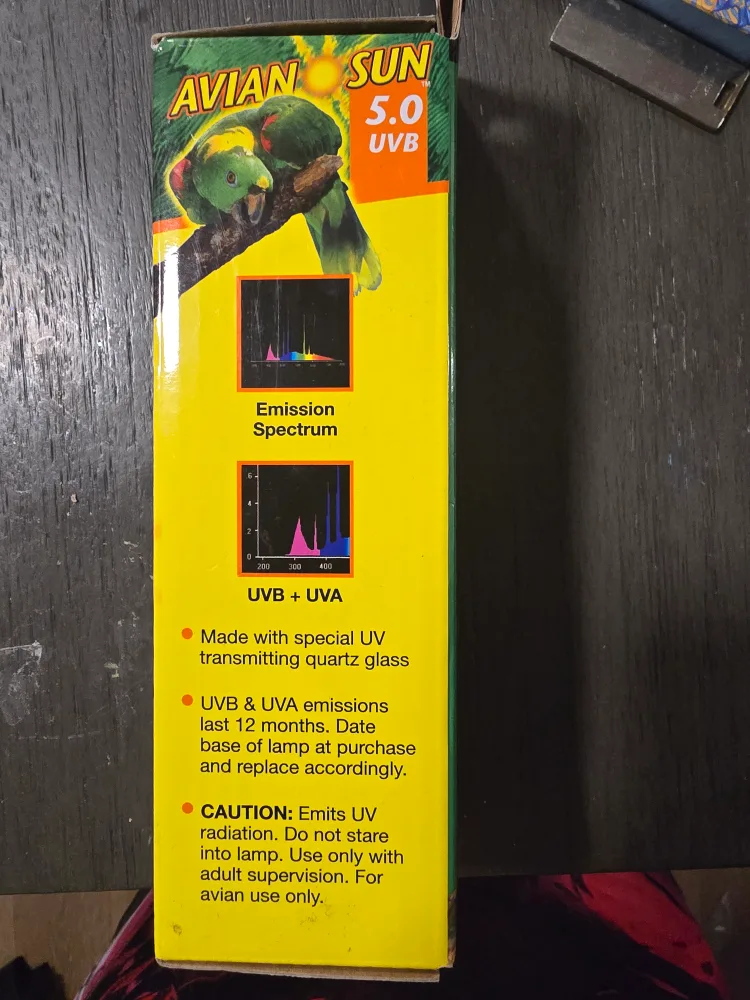 AVIAN SUN™
5.0
UVB
Emission
Spectrum
6
4
2
0
200 300 400
UVB + UVA
Made with special UV
transmitting quartz glass
UVB & UVA emissions
last 12 months. Date
base of lamp at purchase
and replace accordingly.
CAUTION: Emits UV
radiation. Do not stare
into lamp. Use only with
adult supervision. For
avian use only.